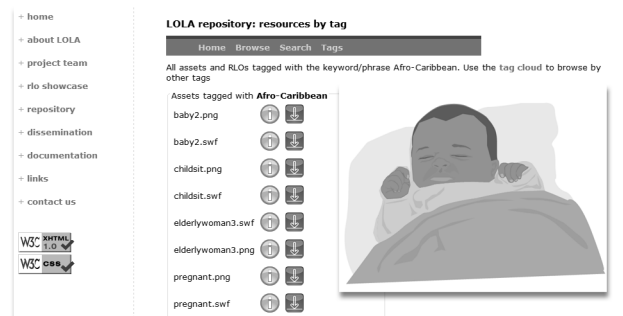 + home
+ about LOLA
+ project team
+ rlo showcase
+ repository
+ dissemination
+ documentation
+ links
+ contact us
W3C XHTML 1.0
W3C css
LOLA repository: resources by tag
Home Browse Search Tags
All assets and RLOs tagged with the keyword/phrase Afro-Caribbean. Use the tag cloud to browse by
other tags
Assets tagged with Afro-Caribbean
baby2.png
baby2.swf
childsit.png
childsit.swf
elderlywoman3.swf
elderlywoman3.png
pregnant.png
pregnant.swf